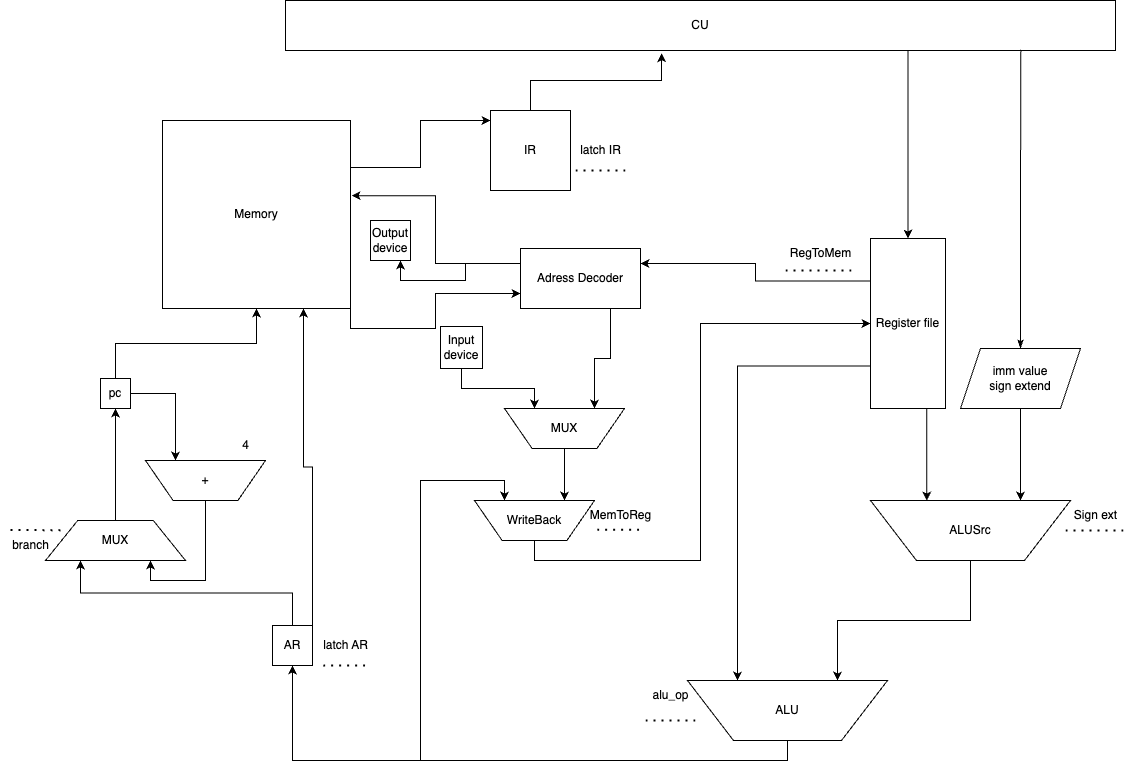 CU
IR
latch IR
Memory
Output
device
RegToMem
Adress Decoder
Register file
Input
device
imm value
sign extend
pc
MUX
4
+
WriteBack
MemToReg
ALUSrc
Sign ext
branch
MUX
AR
latch AR
alu_op
ALU